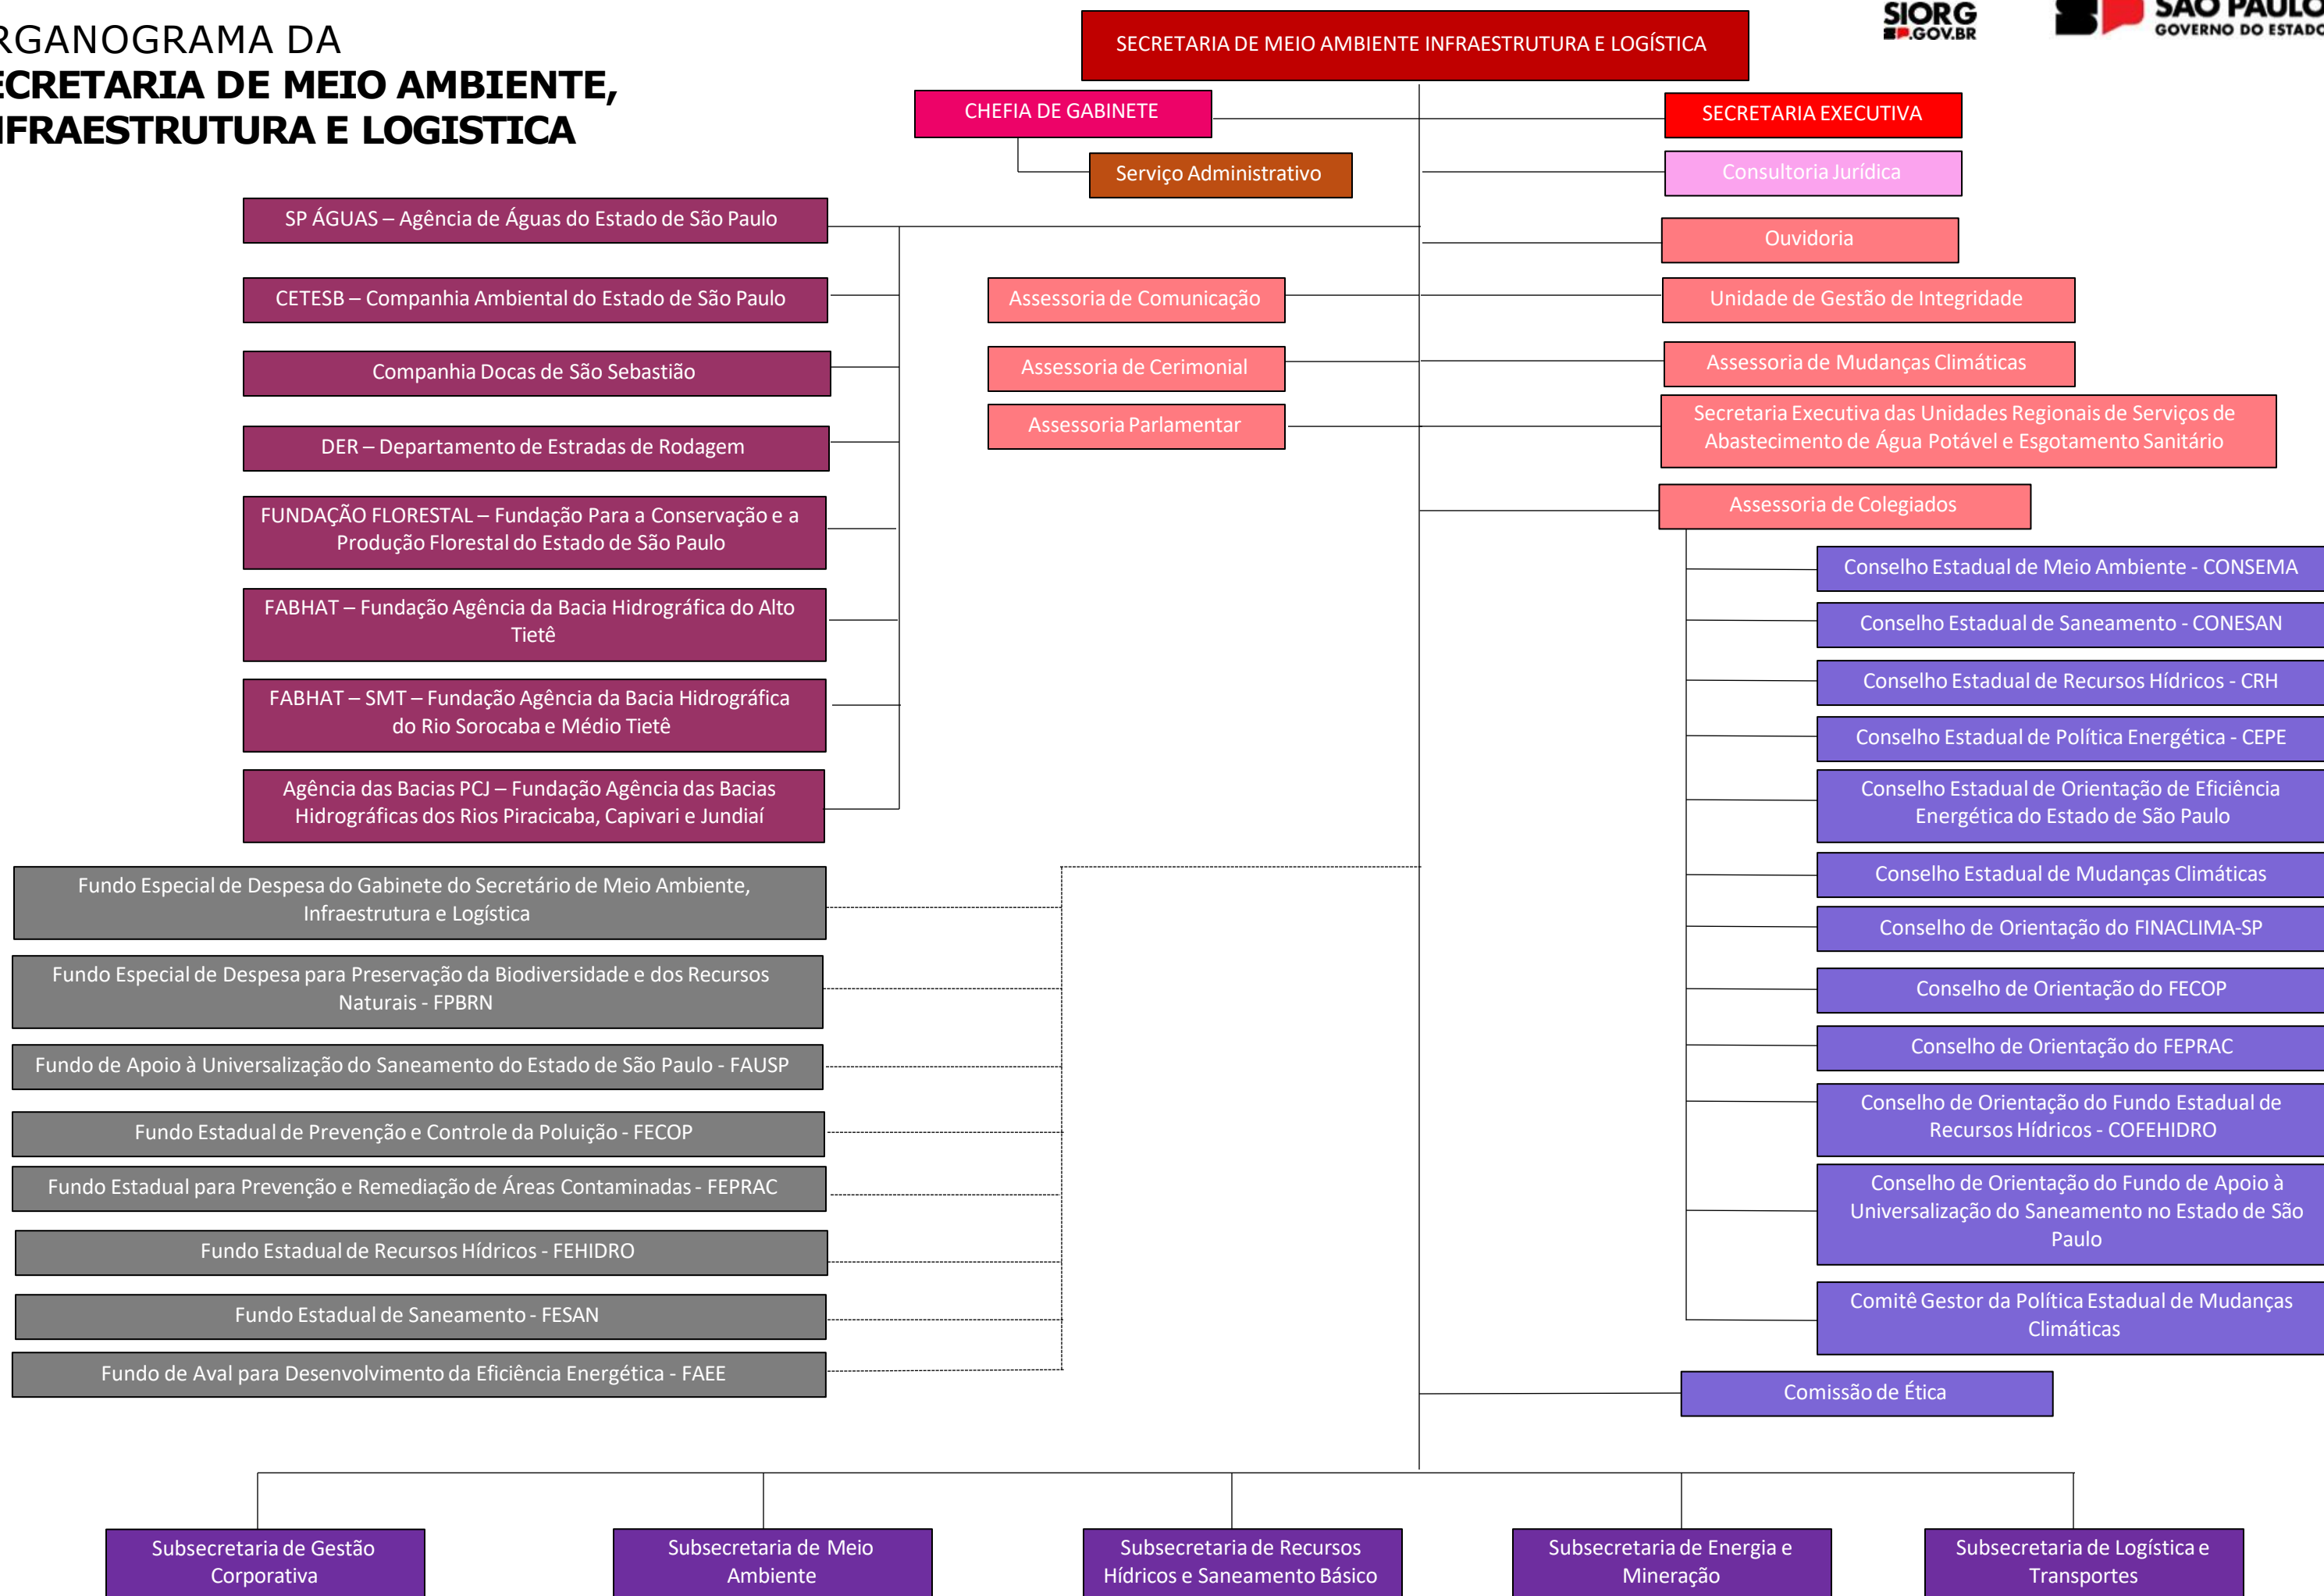 RGANOGRAMA DA
ECRETARIA DE MEIO AMBIENTE,
NFRAESTRUTURA E LOGISTICA
SIORG
SP.GOV.BR
SÃO PAULO
GOVERNO DO ESTADO
SECRETARIA DE MEIO AMBIENTE INFRAESTRUTURA E LOGÍSTICA
CHEFIA DE GABINETE
SECRETARIA EXECUTIVA
Serviço Administrativo
Consultoria Jurídica
SP ÁGUAS – Agência de Águas do Estado de São Paulo
CETESB – Companhia Ambiental do Estado de São Paulo
Companhia Docas de São Sebastião
DER – Departamento de Estradas de Rodagem
FUNDAÇÃO FLORESTAL – Fundação Para a Conservação e a
Produção Florestal do Estado de São Paulo
FABHAT – Fundação Agência da Bacia Hidrográfica do Alto
Tietê
FABHAT – SMT – Fundação Agência da Bacia Hidrográfica
do Rio Sorocaba e Médio Tietê
Agência das Bacias PCJ – Fundação Agência das Bacias
Hidrográficas dos Rios Piracicaba, Capivari e Jundiaí
Assessoria de Comunicação
Assessoria de Cerimonial
Assessoria Parlamentar
Ouvidoria
Unidade de Gestão de Integridade
Assessoria de Mudanças Climáticas
Secretaria Executiva das Unidades Regionais de Serviços de
Abastecimento de Água Potável e Esgotamento Sanitário
Assessoria de Colegiados
Conselho Estadual de Meio Ambiente - CONSEMA
Conselho Estadual de Saneamento - CONESAN
Conselho Estadual de Recursos Hídricos - CRH
Conselho Estadual de Política Energética - CEPE
Conselho Estadual de Orientação de Eficiência
Energética do Estado de São Paulo
Conselho Estadual de Mudanças Climáticas
Conselho de Orientação do FINACLIMA-SP
Conselho de Orientação do FECOP
Conselho de Orientação do FEPRAC
Conselho de Orientação do Fundo Estadual de
Recursos Hídricos - COFEHIDRO
Conselho de Orientação do Fundo de Apoio à
Universalização do Saneamento no Estado de São
Paulo
Comitê Gestor da Política Estadual de Mudanças
Climáticas
Comissão de Ética
Fundo Especial de Despesa do Gabinete do Secretário de Meio Ambiente,
Infraestrutura e Logística
Fundo Especial de Despesa para Preservação da Biodiversidade e dos Recursos
Naturais - FPBRN
Fundo de Apoio à Universalização do Saneamento do Estado de São Paulo - FAUSP
Fundo Estadual de Prevenção e Controle da Poluição - FECOP
Fundo Estadual para Prevenção e Remediação de Áreas Contaminadas - FEPRAC
Fundo Estadual de Recursos Hídricos - FEHIDRO
Fundo Estadual de Saneamento - FESAN
Fundo de Aval para Desenvolvimento da Eficiência Energética - FAEE
Subsecretaria de Gestão
Corporativa
Subsecretaria de Meio
Ambiente
Subsecretaria de Recursos
Hídricos e Saneamento Básico
Subsecretaria de Energia e
Mineração
Subsecretaria de Logística e
Transportes